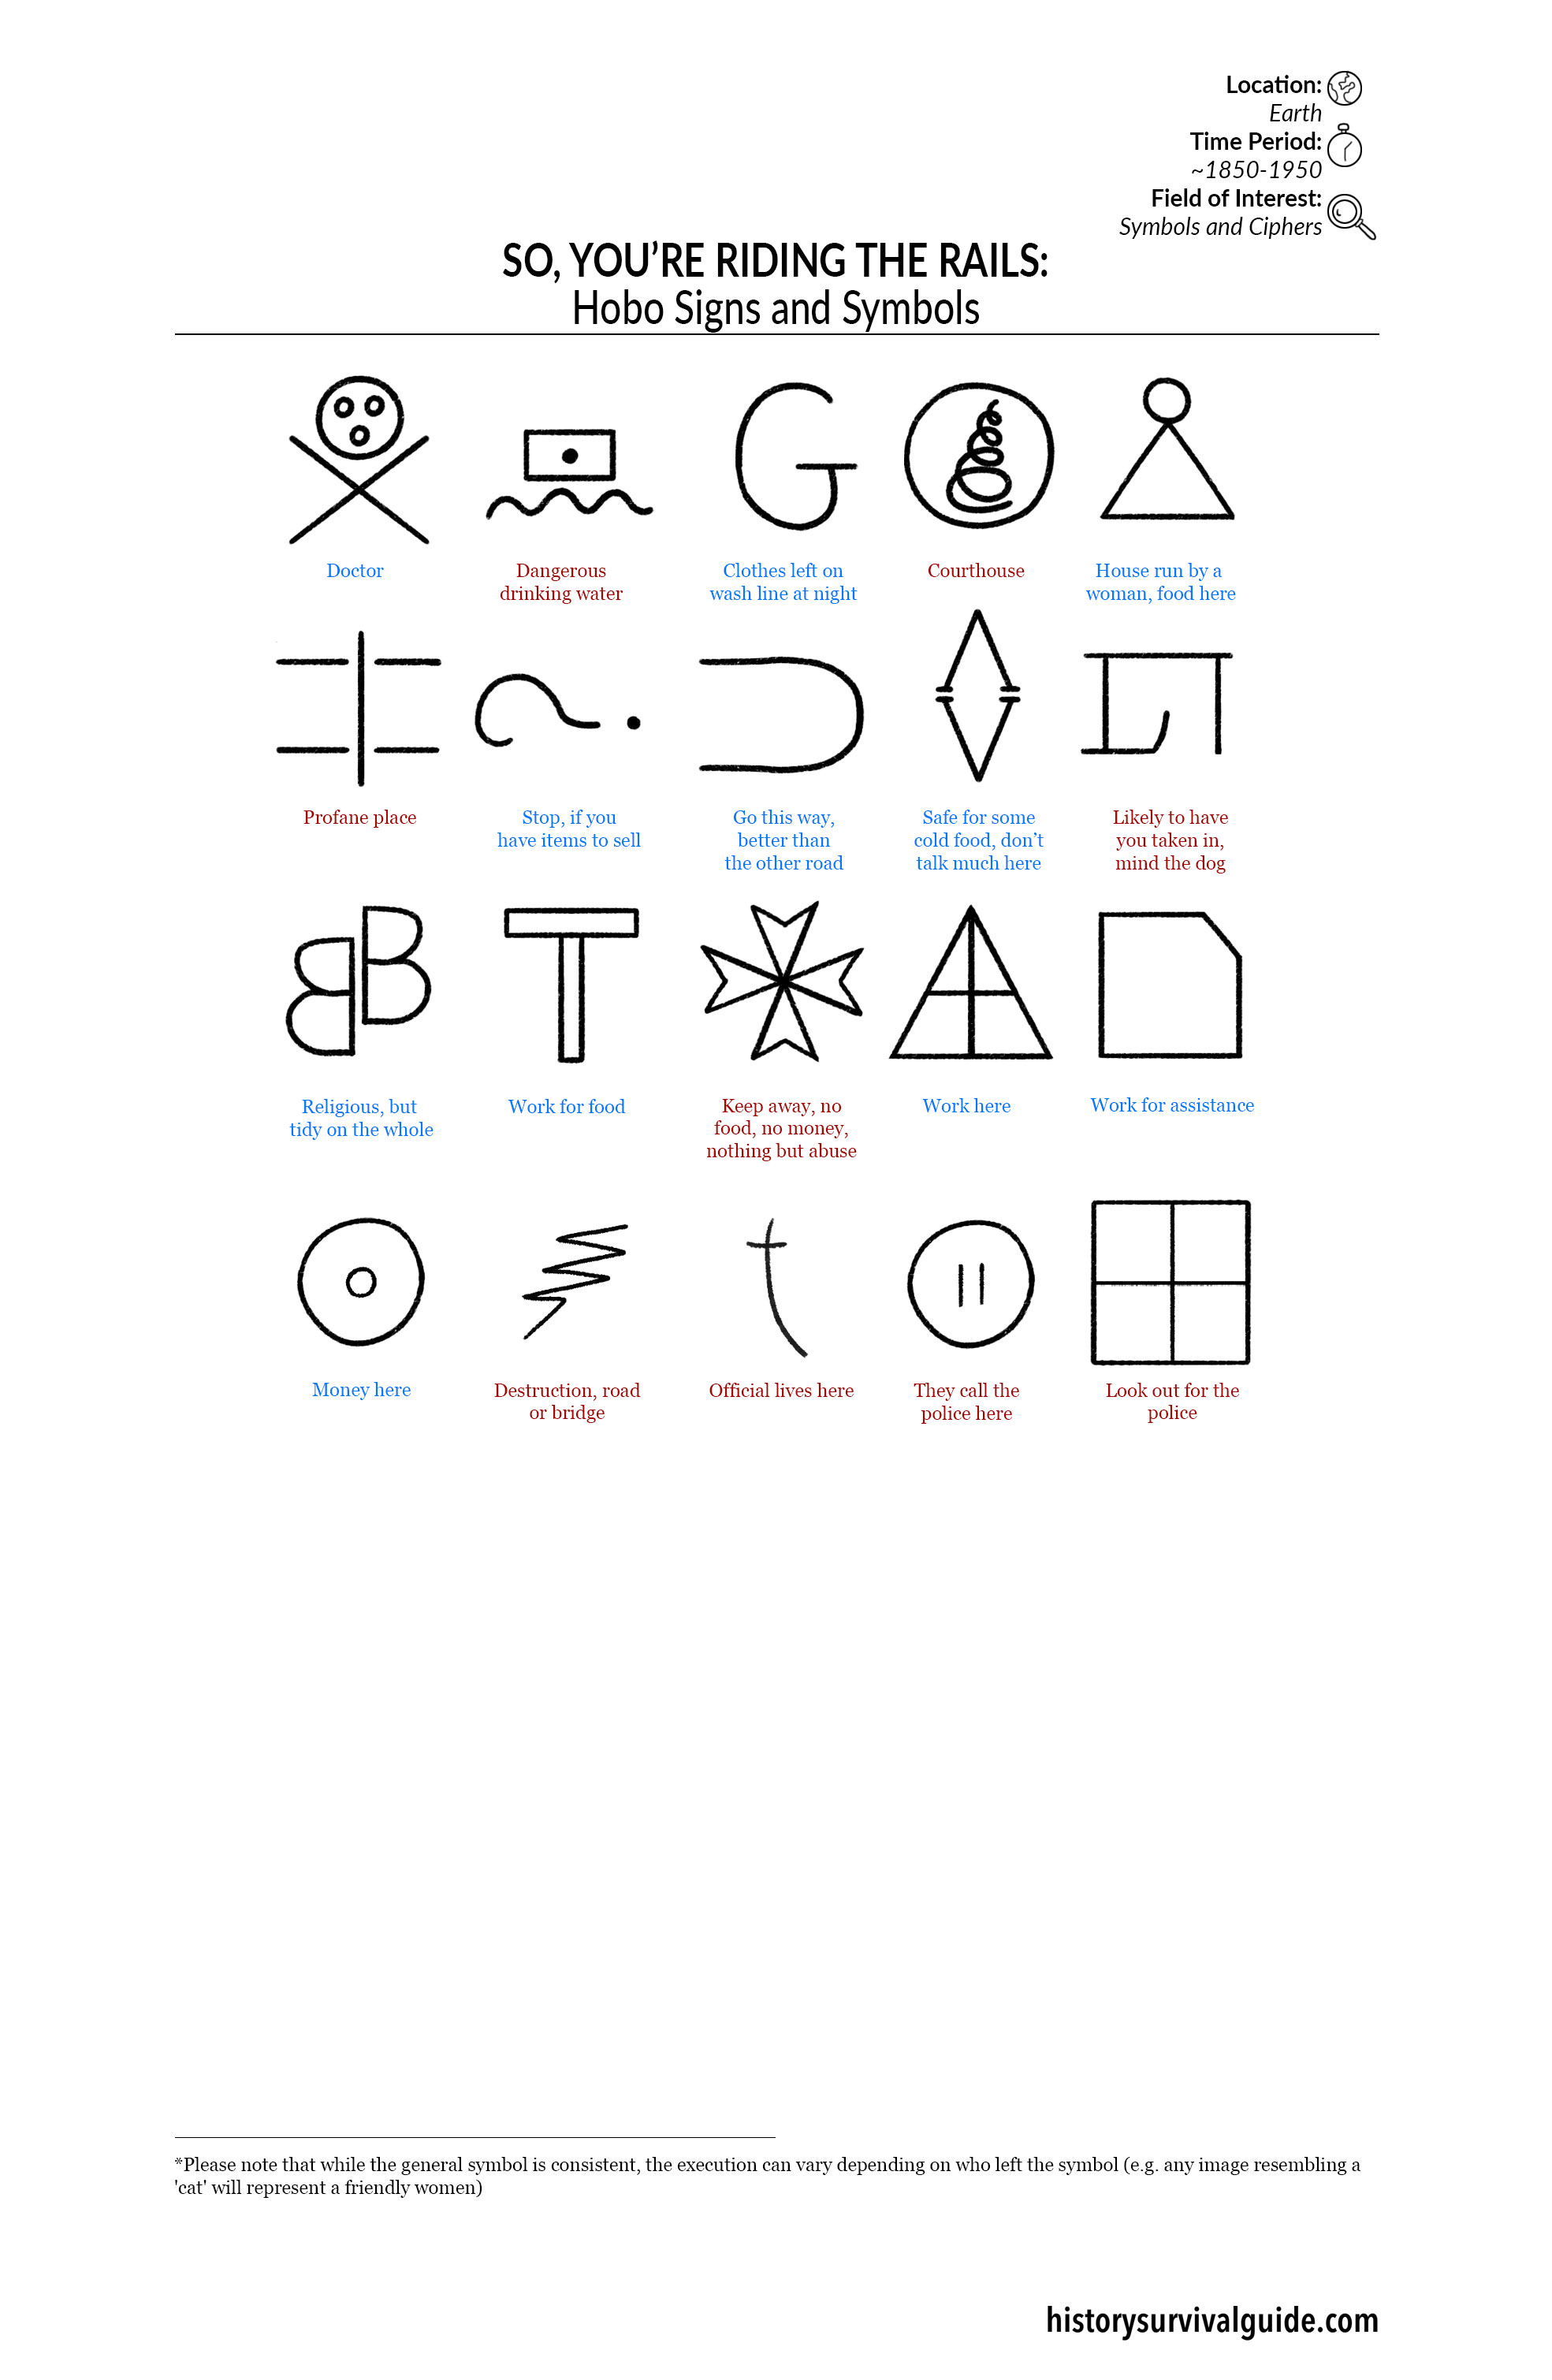 Location:
Earth
Time Period:
~1850-1950
Field of Interest:
Symbols and Ciphers
SO, YOU’RE RIDING THE RAILS:
Hobo Signs and Symbols
Doctor
Dangerous
drinking water
Clothes left on
wash line at night
Courthouse
House run by a
woman, food here
Profane place
Stop, if you
have items to sell
Go this way,
better than
the other road
Safe for some
cold food, don’t
talk much here
Likely to have
you taken in,
mind the dog
Religious, but
tidy on the whole
Work for food
Keep away, no
food, no money,
nothing but abuse
Work here
Work for assistance
Money here
Destruction, road
or bridge
Official lives here
They call the
police here
Look out for the
police
*Please note that while the general symbol is consistent, the execution can vary depending on who left the symbol (e.g. any image resembling a
'cat' will represent a friendly women)
historysurvivalguide.com